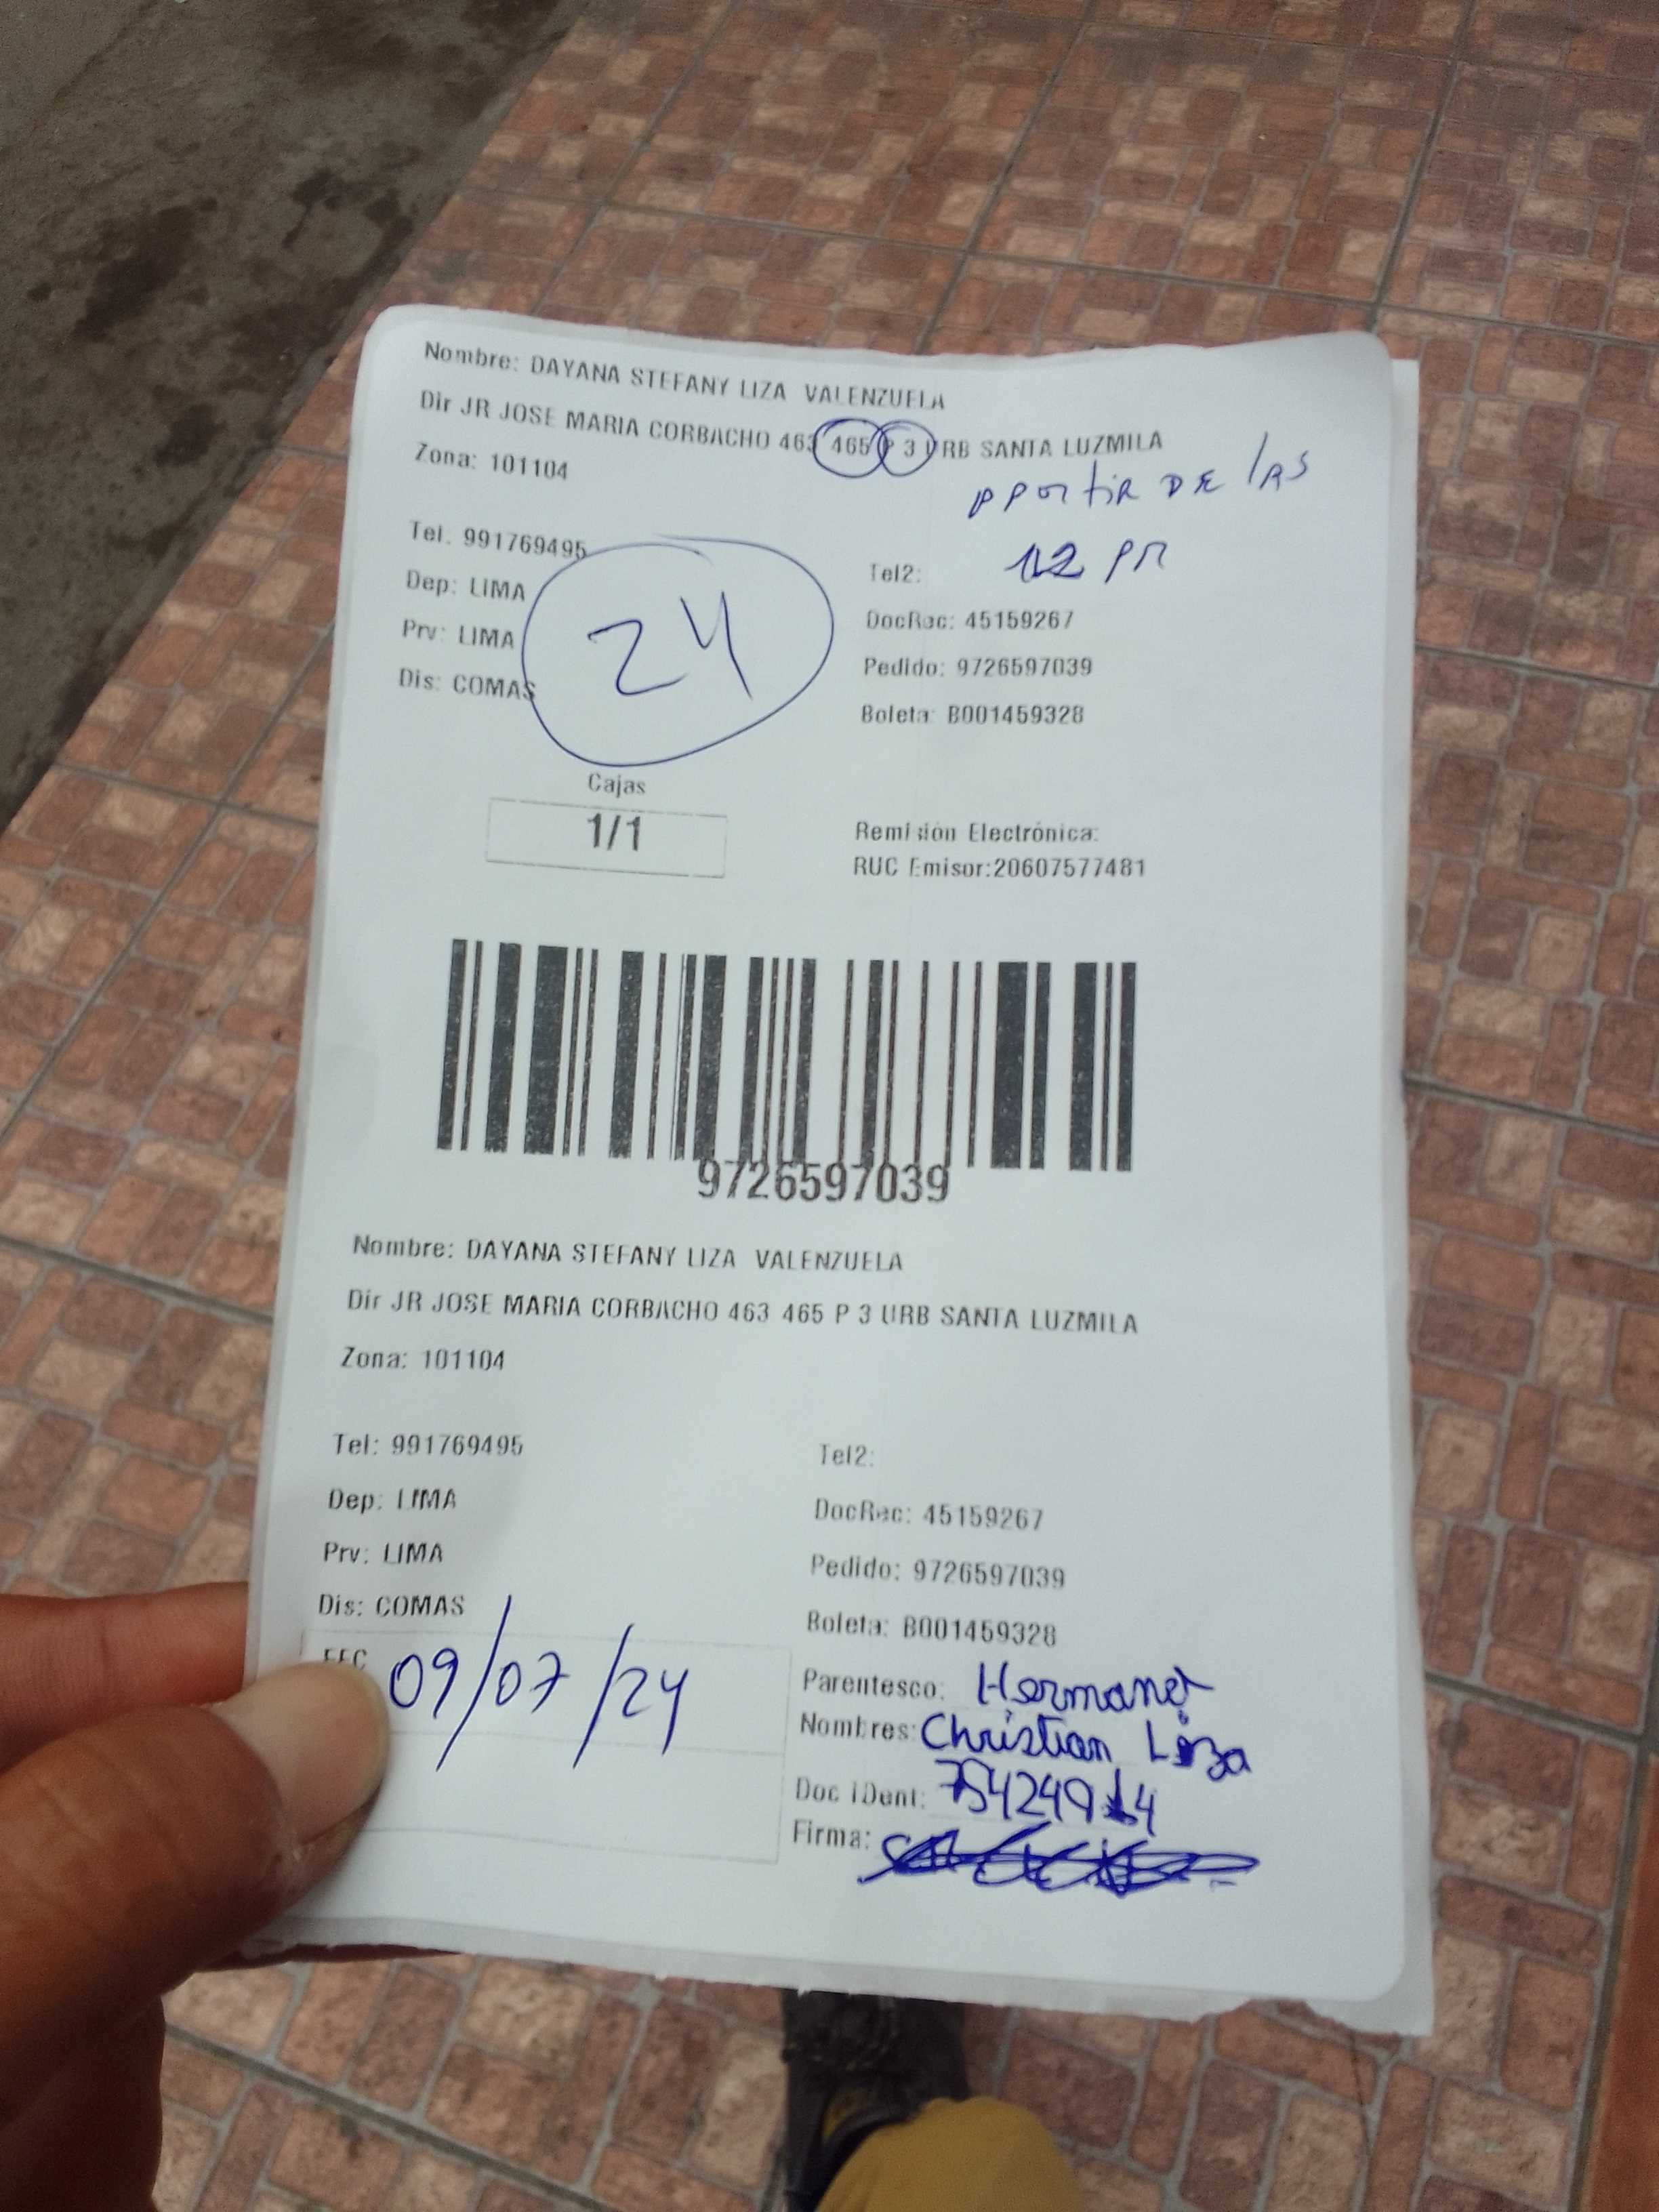 Nombre: DAYANA STEFANY LIZA VALENZUELA
Dir JR JOSE MARIA CORBACHO 463 465 P 3 URB SANTA LUZMILA
Zona: 101104
apartir DE lAS
12 PM
Tel. 991769495
Tel2:
Dep: LIMA
DocRec: 45159267
Prv: LIMA
24
Pedido: 9726597039
Dis: COMAS
Boleta: B001459328
Cajas
1/1
Remisión Electrónica:
RUC Emisor:20607577481
9726597039
Nombre: DAYANA STEFANY LIZA VALENZUELA
Dir JR JOSE MARIA CORBACHO 463 465 P 3 URB SANTA LUZMILA
Zona: 101104
Tel: 991769495
Tel2:
Dep: LIMA
DocRec: 45159267
Prv: LIMA
Pedido: 9726597039
Dis: COMAS
Boleta: B001459328
09/07/24
Parentesco: Hermano
Nombres: Christian Liza
Doc IDent: 75424914
Firma: